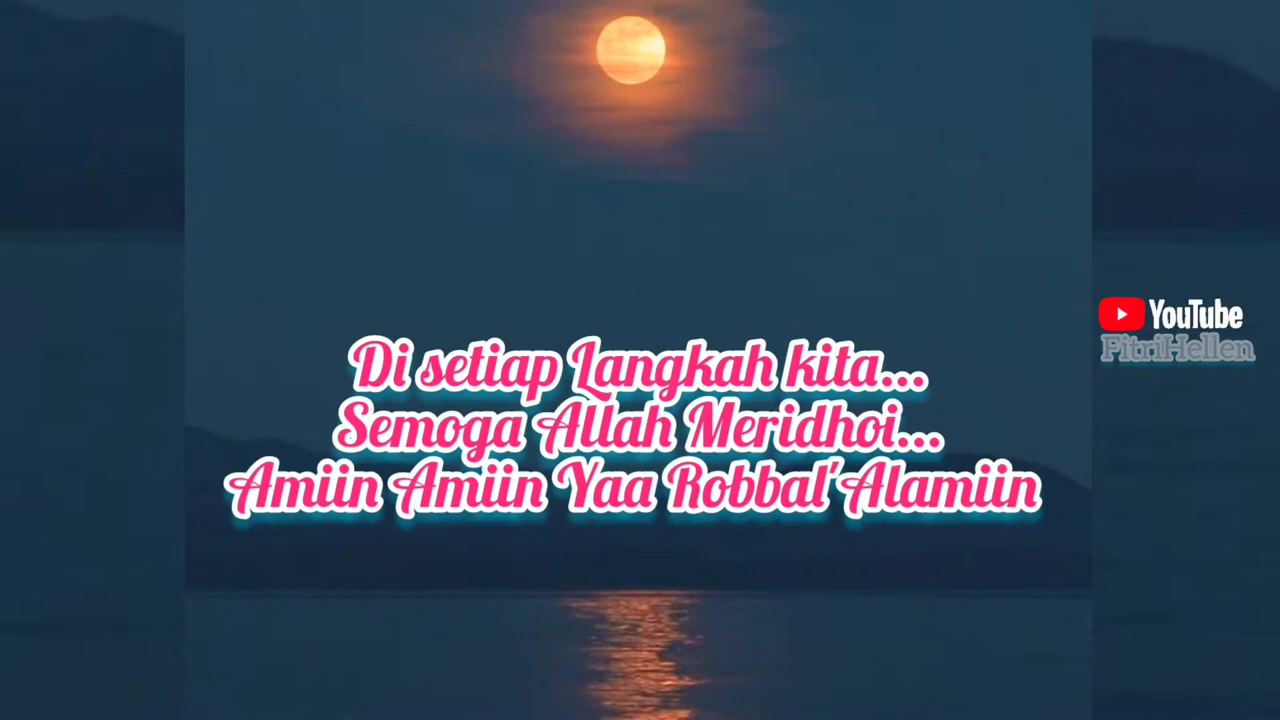 Di setiap Langkah kita...
Semoga Allah Meridhoi...
Amiin Amiin Yaa Robbal'Alamiin
YouTube
FitriHellen